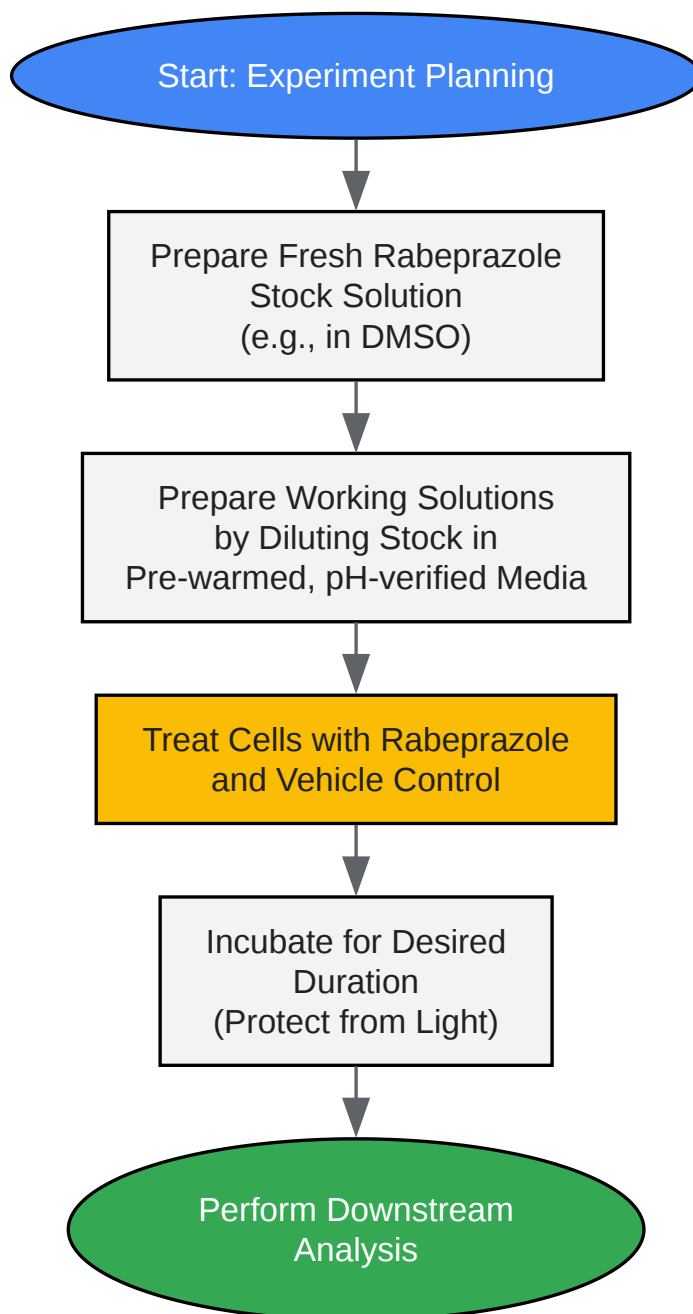 Start: Experiment Planning
Prepare Fresh Rabeprazole
Stock Solution
(e.g., in DMSO)
Prepare Working Solutions
by Diluting Stock in
Pre-warmed, pH-verified Media
Treat Cells with Rabeprazole
and Vehicle Control
Incubate for Desired
Duration
(Protect from Light)
Perform Downstream
Analysis